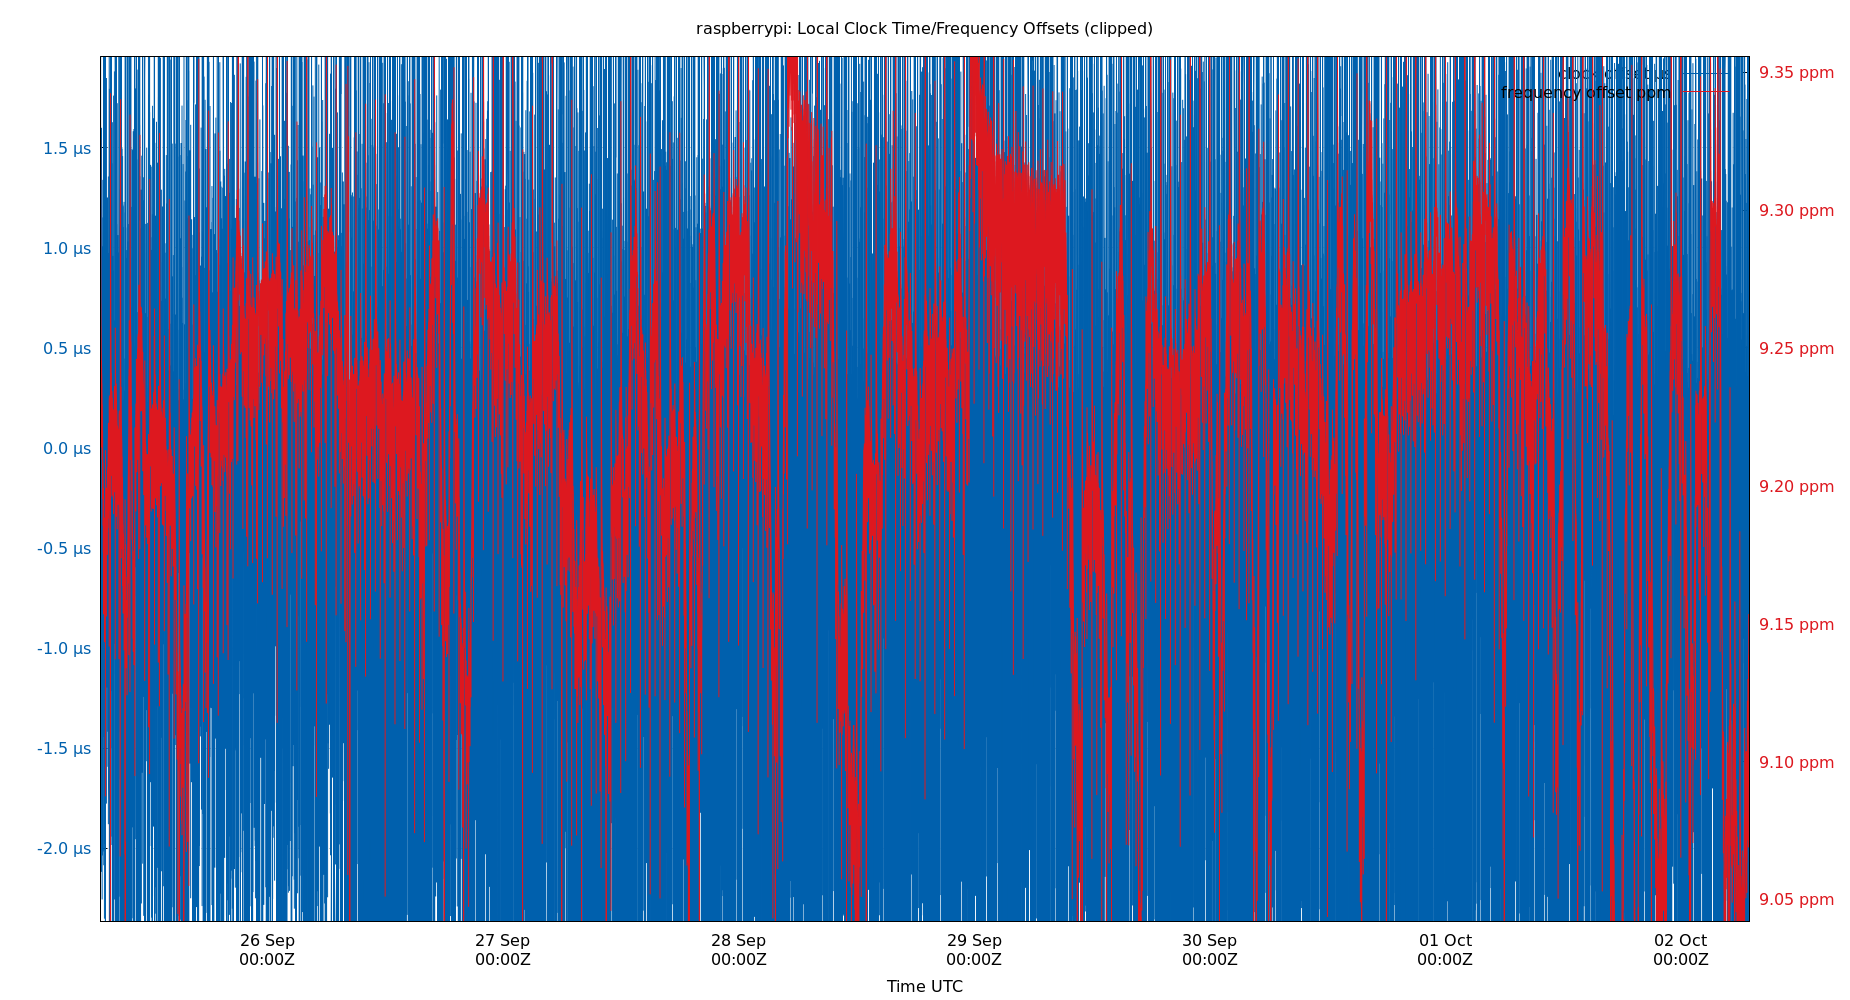 raspberrypi: Local Clock Time/Frequency Offsets (clipped)
clock offset µs
frequency offset ppm
1.5 µs
1.0 µs
0.5 µs
0.0 µs
-0.5 µs
-1.0 µs
-1.5 µs
-2.0 µs
9.35 ppm
9.30 ppm
9.25 ppm
9.20 ppm
9.15 ppm
9.10 ppm
9.05 ppm
26 Sep
00:00Z
27 Sep
00:00Z
28 Sep
00:00Z
29 Sep
00:00Z
30 Sep
00:00Z
01 Oct
00:00Z
02 Oct
00:00Z
Time UTC